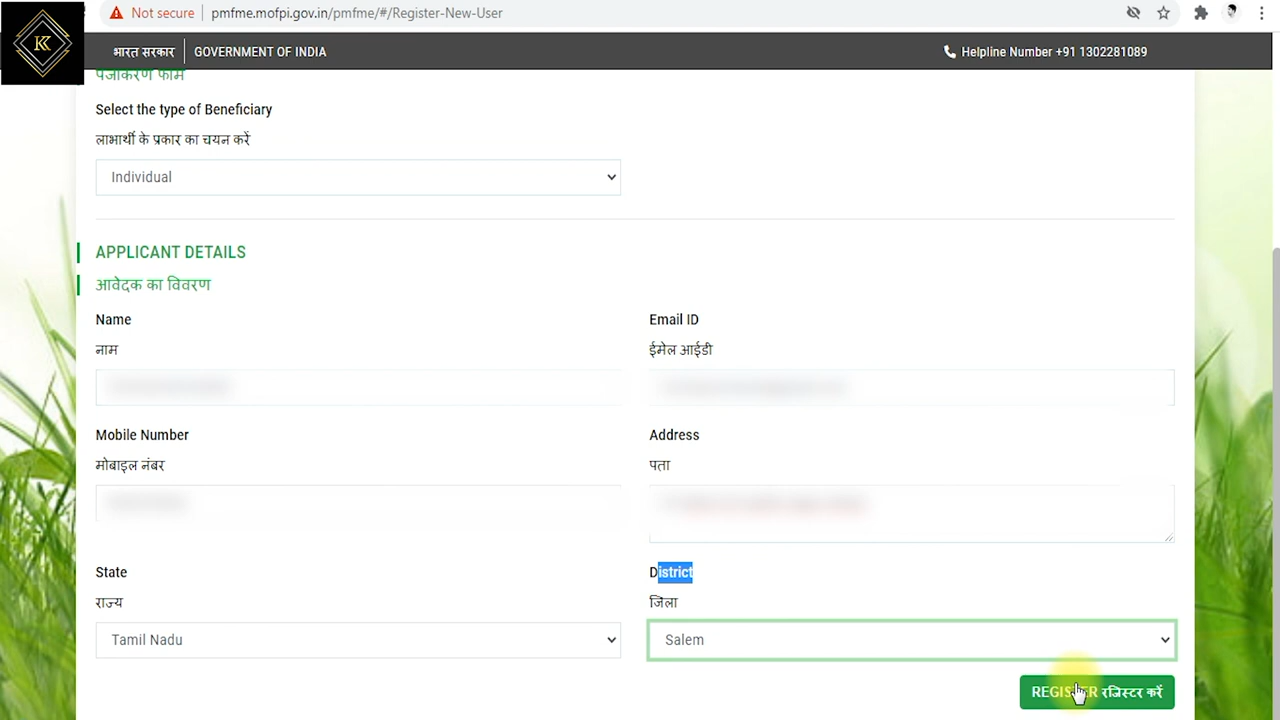 Not secure pmfme.mofpi.gov.in/pmfme/#/Register-New-User
K
भारत सरकार GOVERNMENT OF INDIA Helpline Number +91 1302281089
Select the type of Beneficiary
लाभार्थी के प्रकार का चयन करें
Individual
APPLICANT DETAILS
आवेदक का विवरण
Name Email ID
नाम ईमेल आईडी
Mobile Number Address
मोबाइल नंबर पता
State District
राज्य जिला
Tamil Nadu Salem
REGISTER रजिस्टर करें